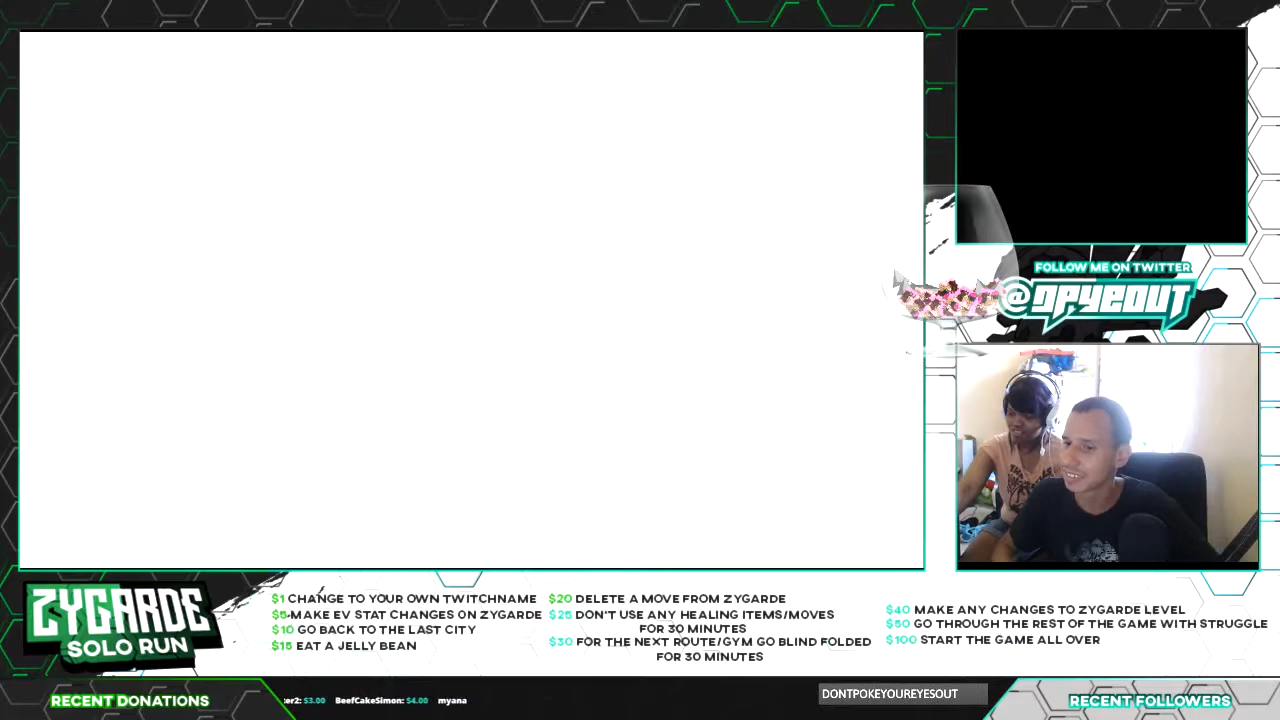 FOLLOW ME ON TWITTER
@DPYEOUT
ZYGARDE
SOLO RUN
$1 CHANGE TO YOUR OWN TWITCHNAME
$5 MAKE EV STAT CHANGES ON ZYGARDE
$10 GO BACK TO THE LAST CITY
$15 EAT A JELLY BEAN
$20 DELETE A MOVE FROM ZYGARDE
$25 DON'T USE ANY HEALING ITEMS/MOVES
FOR 30 MINUTES
$30 FOR THE NEXT ROUTE/GYM GO BLIND FOLDED
FOR 30 MINUTES
$40 MAKE ANY CHANGES TO ZYGARDE LEVEL
$50 GO THROUGH THE REST OF THE GAME WITH STRUGGLE
$100 START THE GAME ALL OVER
RECENT DONATIONS
$3.00 BeefCakeSimon: $4.00 myana
DONTPOKEYOUREYESOUT
RECENT FOLLOWERS